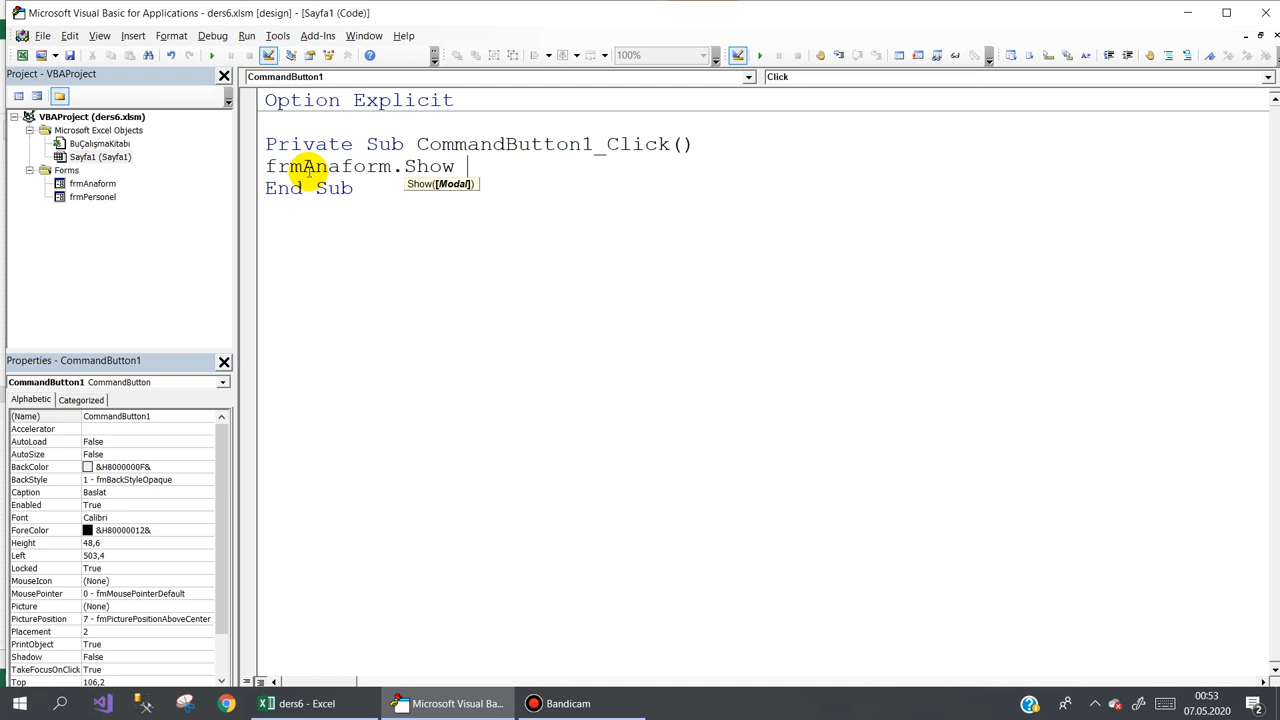 Microsoft Visual Basic for Applications - ders6.xlsm [design] - [Sayfa1 (Code)]
File Edit View Insert Format Debug Run Tools Add-Ins Window Help
100%
Project - VBAProject
CommandButton1
Click
VBAProject (ders6.xlsm)
Microsoft Excel Objects
BuÇalışmaKitabı
Sayfa1 (Sayfa1)
Forms
frmAnaform
frmPersonel
Option Explicit
Private Sub CommandButton1_Click()
frmAnaform.Show
Show([Modal])
End Sub
Properties - CommandButton1
CommandButton1 CommandButton
Alphabetic Categorized
(Name) CommandButton1
Accelerator
AutoLoad False
AutoSize False
BackColor &H8000000F&
BackStyle 1 - fmBackStyleOpaque
Caption Baslat
Enabled True
Font Calibri
ForeColor &H80000012&
Height 48,6
Left 503,4
Locked True
MouseIcon (None)
MousePointer 0 - fmMousePointerDefault
Picture (None)
PicturePosition 7 - fmPicturePositionAboveCenter
Placement 2
PrintObject True
Shadow False
TakeFocusOnClick True
Top 106,2
ders6 - Excel
Microsoft Visual Ba...
Bandicam
00:53
07.05.2020
2